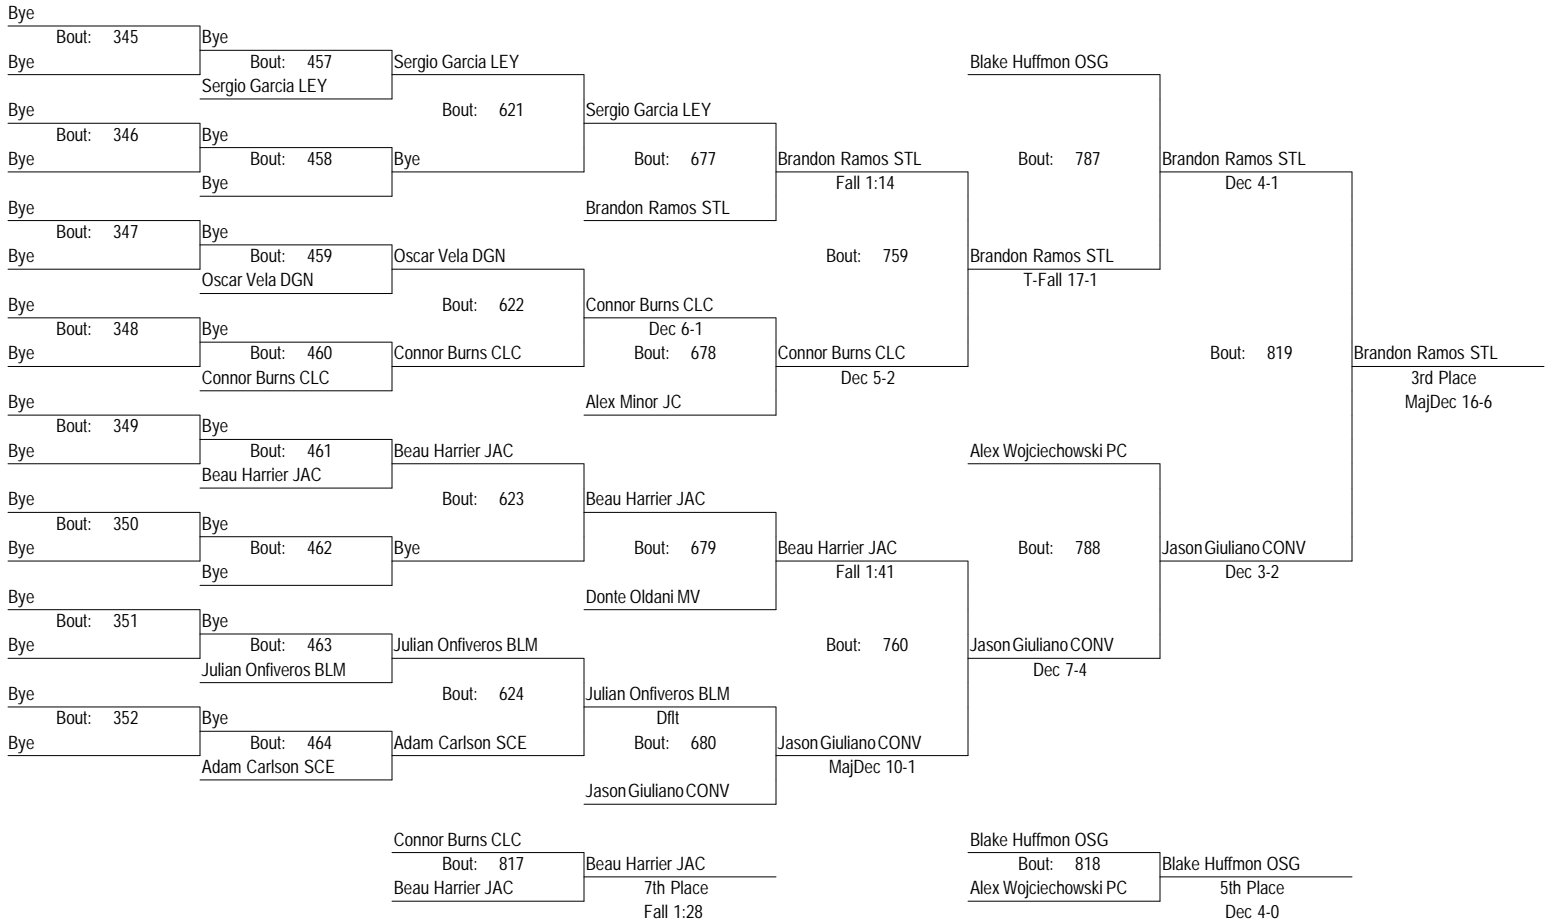 Bye
Bout: 345
Bye
Bye
Bout: 457
Sergio Garcia LEY
Sergio Garcia LEY
Bye
Bout: 346
Bye
Bye
Bout: 458
Bye
Bye
Bout: 621
Sergio Garcia LEY
Bye
Bout: 347
Bye
Bye
Bout: 459
Oscar Vela DGN
Oscar Vela DGN
Bye
Bout: 348
Bye
Bye
Bout: 460
Connor Burns CLC
Connor Burns CLC
Bout: 622
Connor Burns CLC
Dec 6-1
Bout: 677
Brandon Ramos STL
Brandon Ramos STL
Fall 1:14
Bout: 678
Alex Minor JC
Connor Burns CLC
Dec 5-2
Bout: 759
Brandon Ramos STL
T-Fall 17-1
Blake Huffmon OSG
Bout: 787
Brandon Ramos STL
Dec 4-1
Bye
Bout: 349
Bye
Bye
Bout: 461
Beau Harrier JAC
Beau Harrier JAC
Bye
Bout: 350
Bye
Bye
Bout: 462
Bye
Bye
Bout: 623
Beau Harrier JAC
Bye
Bout: 351
Bye
Bye
Bout: 463
Julian Onfiveros BLM
Julian Onfiveros BLM
Bye
Bout: 352
Bye
Bye
Bout: 464
Adam Carlson SCE
Adam Carlson SCE
Bout: 624
Julian Onfiveros BLM
Dflt
Bout: 679
Donte Oldani MV
Beau Harrier JAC
Fall 1:41
Bout: 680
Jason Giuliano CONV
Jason Giuliano CONV
MajDec 10-1
Bout: 760
Jason Giuliano CONV
Dec 7-4
Alex Wojciechowski PC
Bout: 788
Jason Giuliano CONV
Dec 3-2
Bout: 819
Brandon Ramos STL
3rd Place
MajDec 16-6
Connor Burns CLC
Bout: 817
Beau Harrier JAC
Beau Harrier JAC
7th Place
Fall 1:28
Blake Huffmon OSG
Bout: 818
Alex Wojciechowski PC
Blake Huffmon OSG
5th Place
Dec 4-0